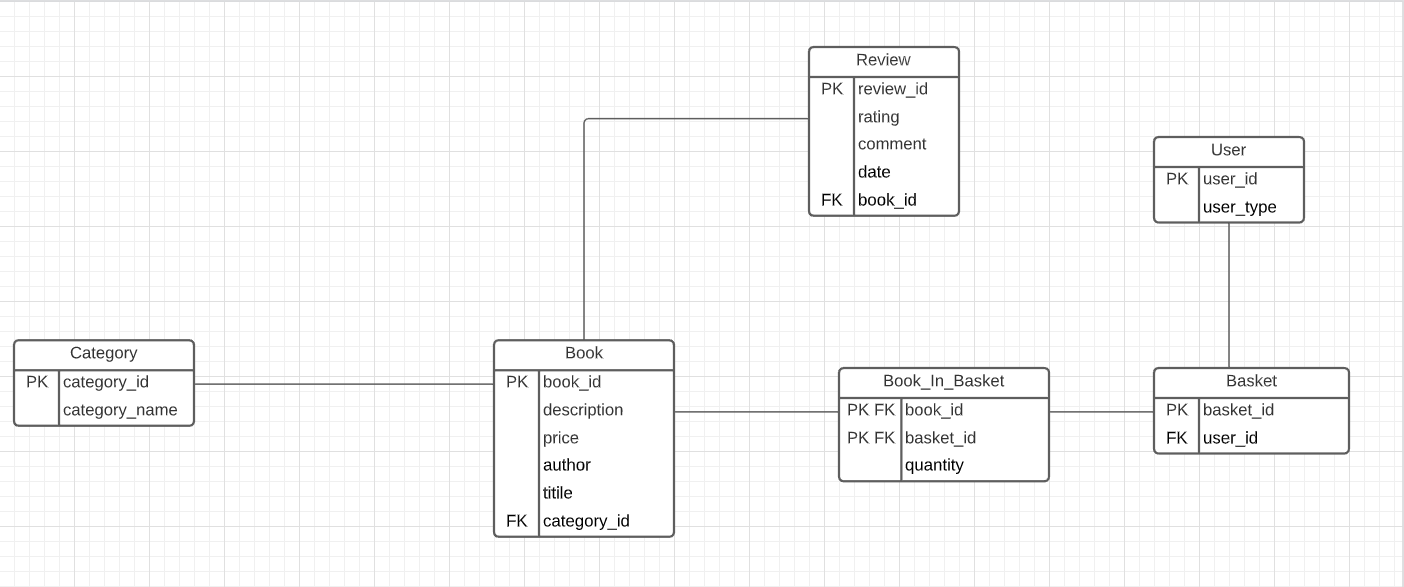 Review
PK review_id
rating
comment
date
FK book_id
User
PK user_id
user_type
Category
PK category_id
category_name
Book
PK book_id
description
price
author
titile
FK category_id
Book_In_Basket
PK FK book_id
PK FK basket_id
quantity
Basket
PK basket_id
FK user_id